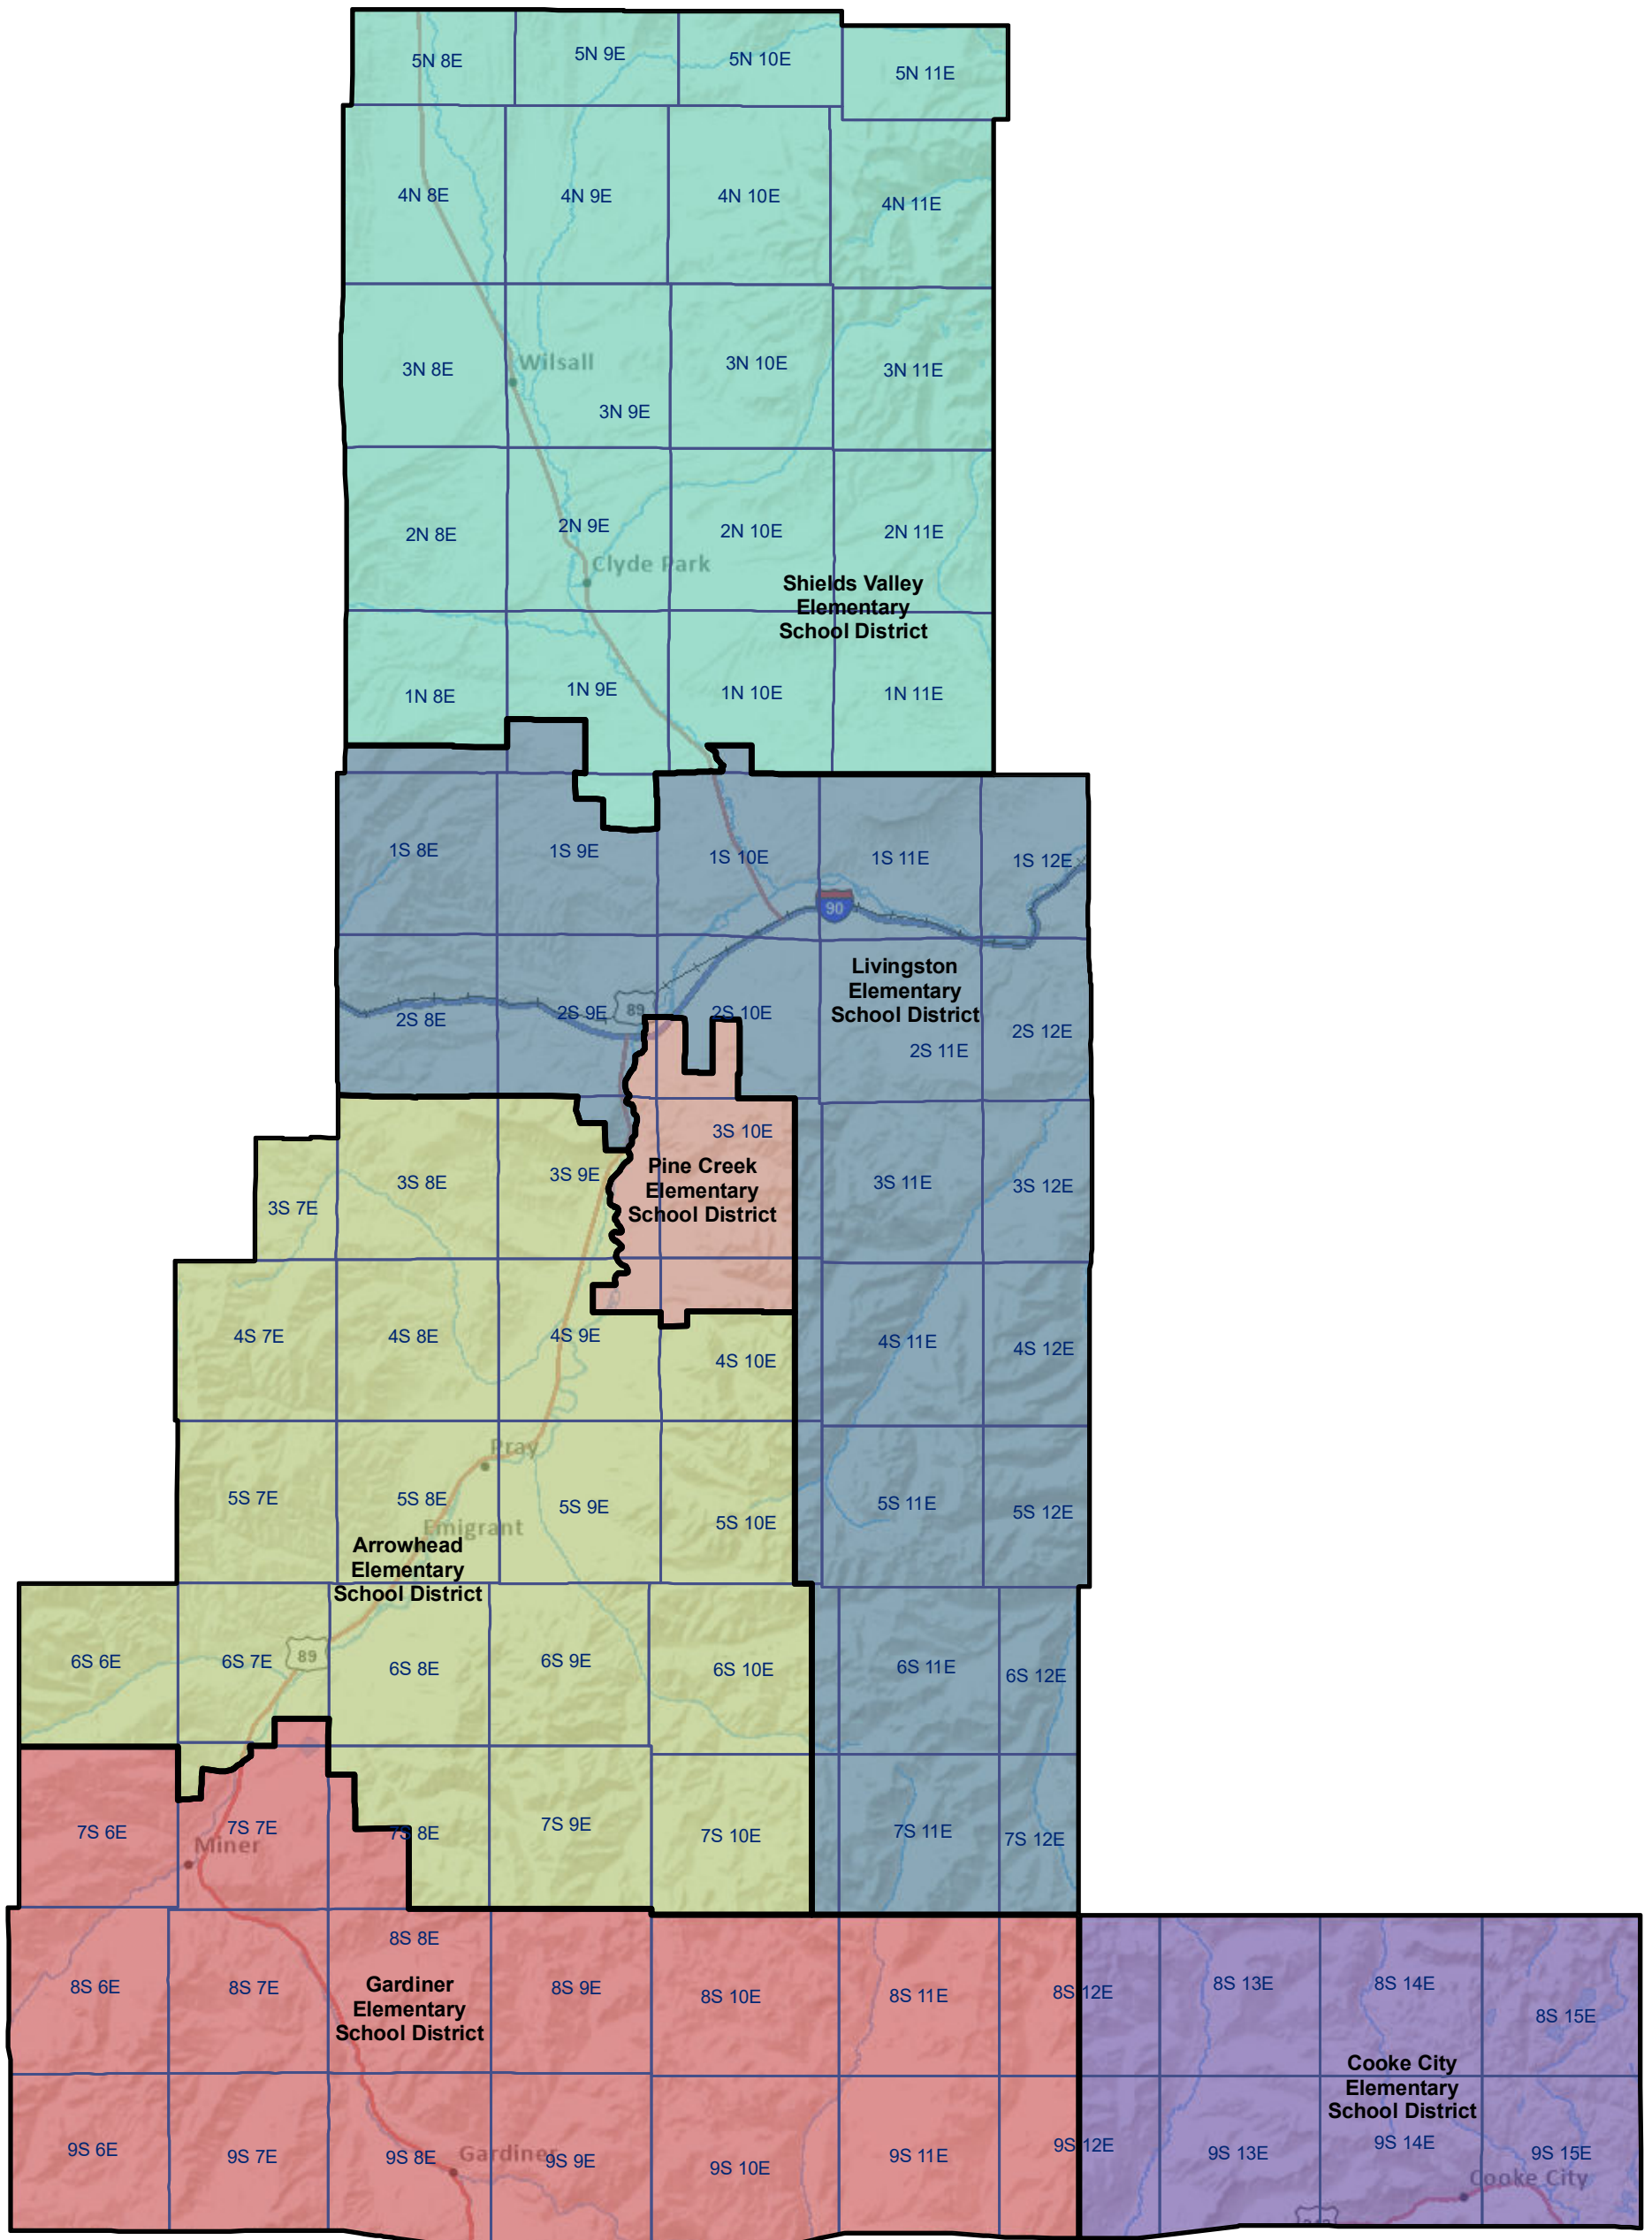 5N 8E
5N 9E
5N 10E
5N 11E
4N 8E
4N 9E
4N 10E
4N 11E
3N 8E
Wilsall
3N 9E
3N 10E
3N 11E
2N 8E
2N 9E
2N 10E
2N 11E
Clyde Park
Shields Valley
Elementary
School District
1N 8E
1N 9E
1N 10E
1N 11E
1S 8E
1S 9E
1S 10E
1S 11E
1S 12E
90
Livingston
Elementary
School District
2S 8E
2S 9E
89
2S 10E
2S 11E
2S 12E
3S 10E
Pine Creek
Elementary
School District
3S 7E
3S 8E
3S 9E
3S 11E
3S 12E
4S 7E
4S 8E
4S 9E
4S 10E
4S 11E
4S 12E
Pray
5S 7E
5S 8E
5S 9E
5S 10E
5S 11E
5S 12E
Emigrant
Arrowhead
Elementary
School District
6S 6E
6S 7E
89
6S 8E
6S 9E
6S 10E
6S 11E
6S 12E
7S 6E
7S 7E
Miner
7S 8E
7S 9E
7S 10E
7S 11E
7S 12E
8S 6E
8S 7E
8S 8E
Gardiner
Elementary
School District
8S 9E
8S 10E
8S 11E
8S 12E
8S 13E
8S 14E
8S 15E
Cooke City
Elementary
School District
9S 6E
9S 7E
9S 8E
Gardiner
9S 9E
9S 10E
9S 11E
9S 12E
9S 13E
9S 14E
9S 15E
Cooke City